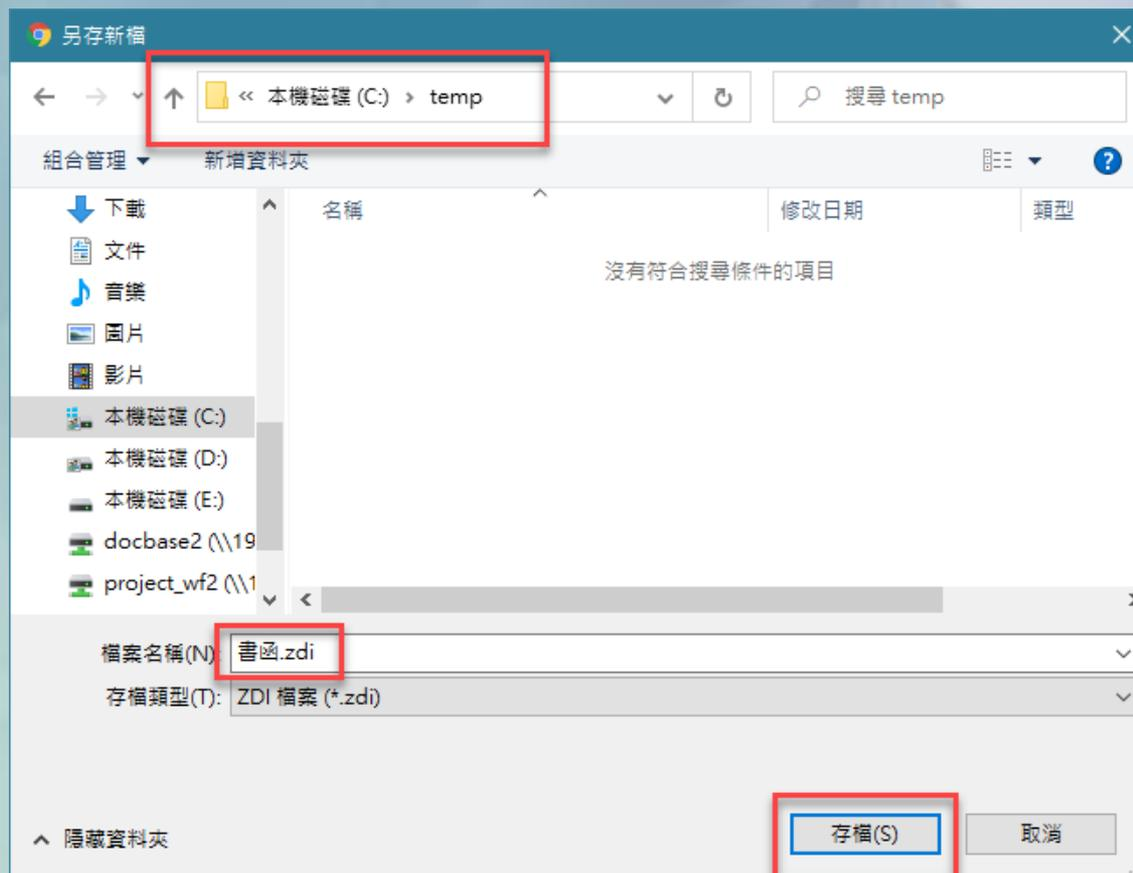 另存新檔
« 本機磁碟 (C:) › temp
搜尋 temp
組合管理
新增資料夾
名稱
修改日期
類型
沒有符合搜尋條件的項目
下載
文件
音樂
圖片
影片
本機磁碟 (C:)
本機磁碟 (D:)
本機磁碟 (E:)
docbase2 (\\19
project_wf2 (\\1
檔案名稱(N): 書函.zdi
存檔類型(T): ZDI 檔案 (*.zdi)
隱藏資料夾
存檔(S)
取消